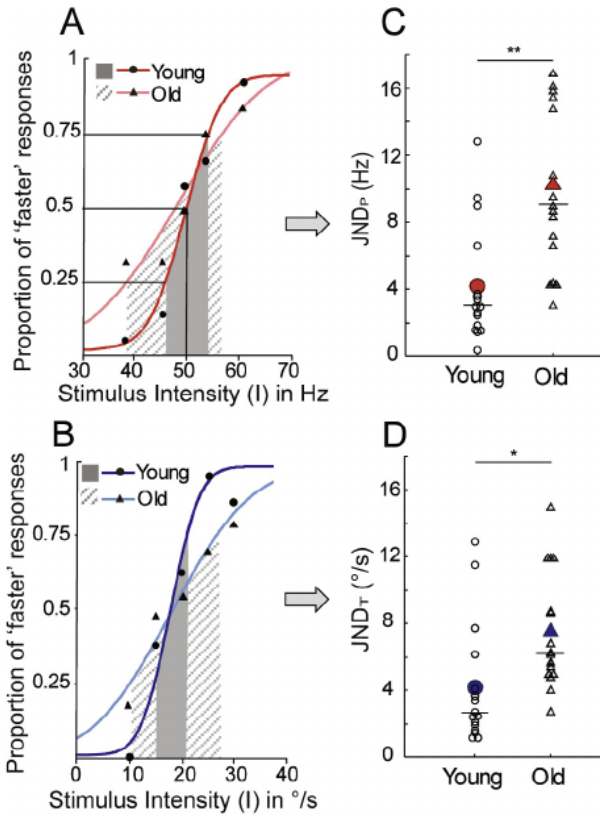 A
1
Young
Old
0.75
0.5
0.25
0
30 40 50 60 70
Proportion of 'faster' responses
Stimulus Intensity (I) in Hz
C
**
16
12
8
4
0
JNDP (Hz)
Young Old
B
1
Young
Old
0.75
0.5
0.25
0 10 20 30 40
Proportion of 'faster' responses
Stimulus Intensity (I) in °/s
D
*
16
12
8
4
0
JNDT (°/s)
Young Old